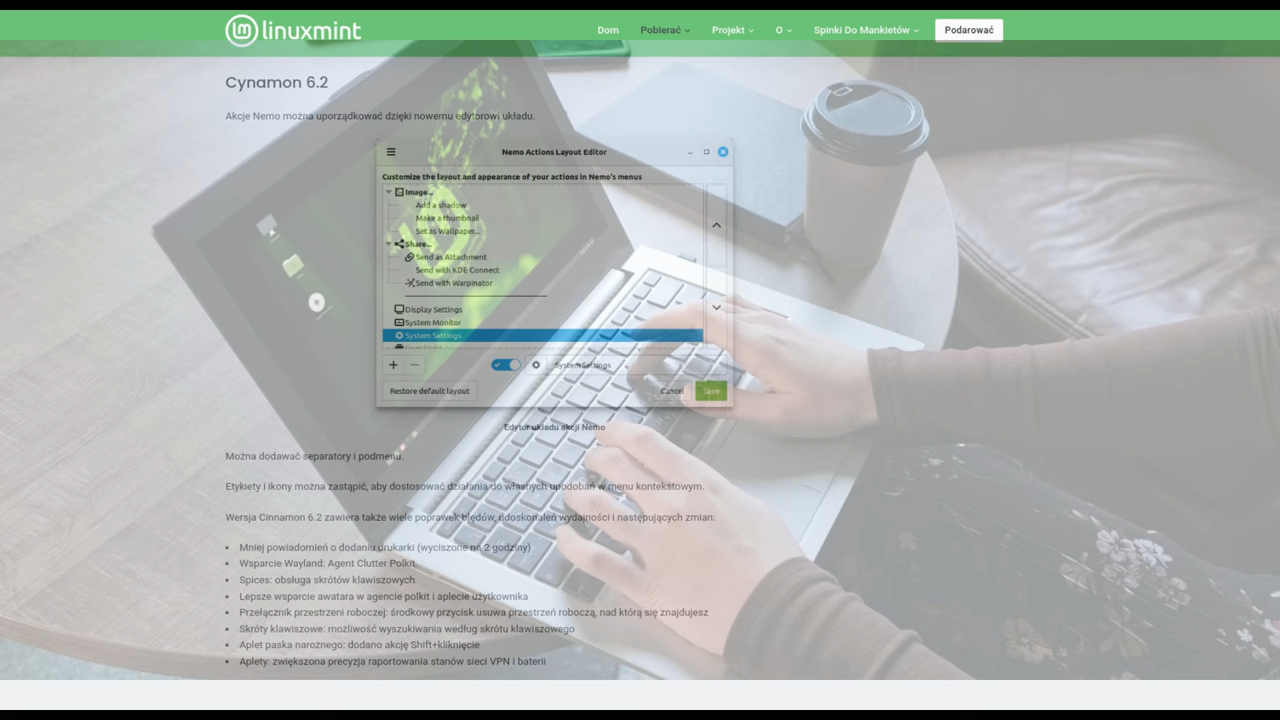 linuxmint
Dom Pobierać Projekt O Spinki Do Mankietów Podarować
Cynamon 6.2
Akcje Nemo można uporządkować dzięki nowemu edytorowi układu.
Nemo Actions Layout Editor
Customize the layout and appearance of your actions in Nemo's menus
Image...
Add a shadow
Make a thumbnail
Set as Wallpaper...
Share...
Send as Attachment
Send with KDE Connect
Send with Warpinator
Display Settings
System Monitor
System Settings
System Settings
Restore default layout Cancel Save
Edytor układu akcji Nemo
Można dodawać separatory i podmenu.
Etykiety i ikony można zastąpić, aby dostosować działania do własnych upodobań w menu kontekstowym.
Wersja Cinnamon 6.2 zawiera także wiele poprawek błędów, udoskonaleń wydajności i następujących zmian:
• Mniej powiadomień o dodaniu drukarki (wyciszone na 2 godziny)
• Wsparcie Wayland: Agent Clutter Polkit
• Spices: obsługa skrótów klawiszowych
• Lepsze wsparcie awatara w agencie polkit i aplecie użytkownika
• Przełącznik przestrzeni roboczej: środkowy przycisk usuwa przestrzeń roboczą, nad którą się znajdujesz
• Skróty klawiszowe: możliwość wyszukiwania według skrótu klawiszowego
• Aplet paska narożnego: dodano akcję Shift+kliknięcie
• Aplety: zwiększona precyzja raportowania stanów sieci VPN i baterii